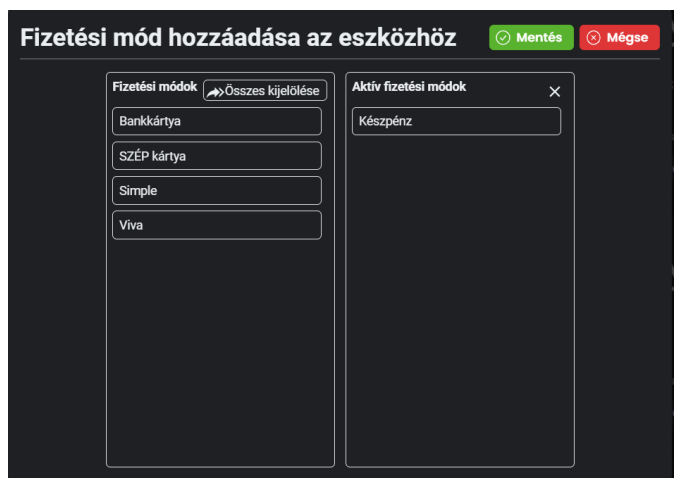 Fizetési mód hozzáadása az eszközhöz
Mentés
Mégse
Fizetési módok
Összes kijelölése
Bankkártya
SZÉP kártya
Simple
Viva
Aktív fizetési módok
Készpénz